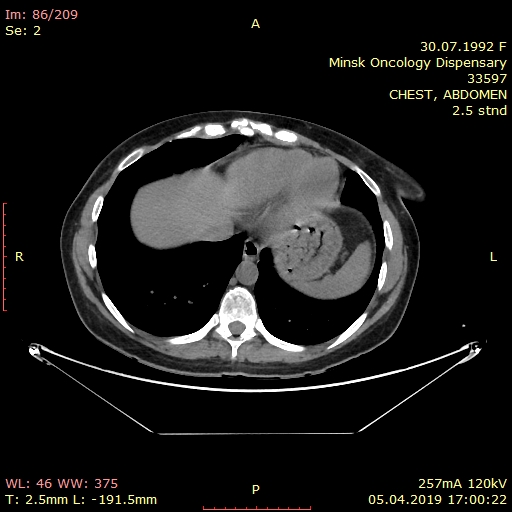 Im: 86/209
Se: 2
A
30.07.1992 F
Minsk Oncology Dispensary
33597
CHEST, ABDOMEN
2.5 stnd
R
L
WL: 46 WW: 375
T: 2.5mm L: -191.5mm
P
257mA 120kV
05.04.2019 17:00:22